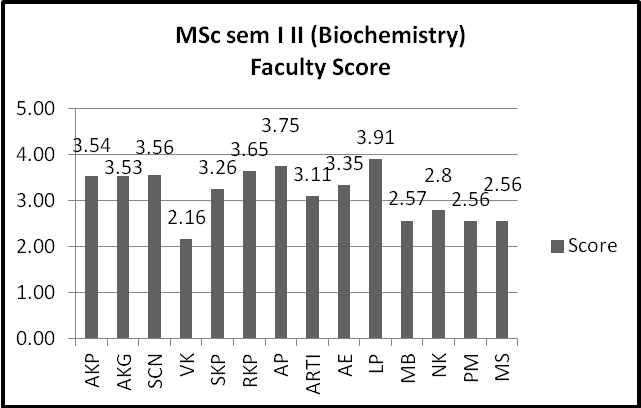 MSc sem I II (Biochemistry)
Faculty Score
5.00
4.00
3.00
2.00
1.00
0.00
3.54
3.53
3.56
2.16
3.26
3.65
3.75
3.11
3.35
3.91
2.57
2.8
2.56
2.56
AKP
AKG
SCN
VK
SKP
RKP
AP
ARTI
AE
LP
MB
NK
PM
MS
Score